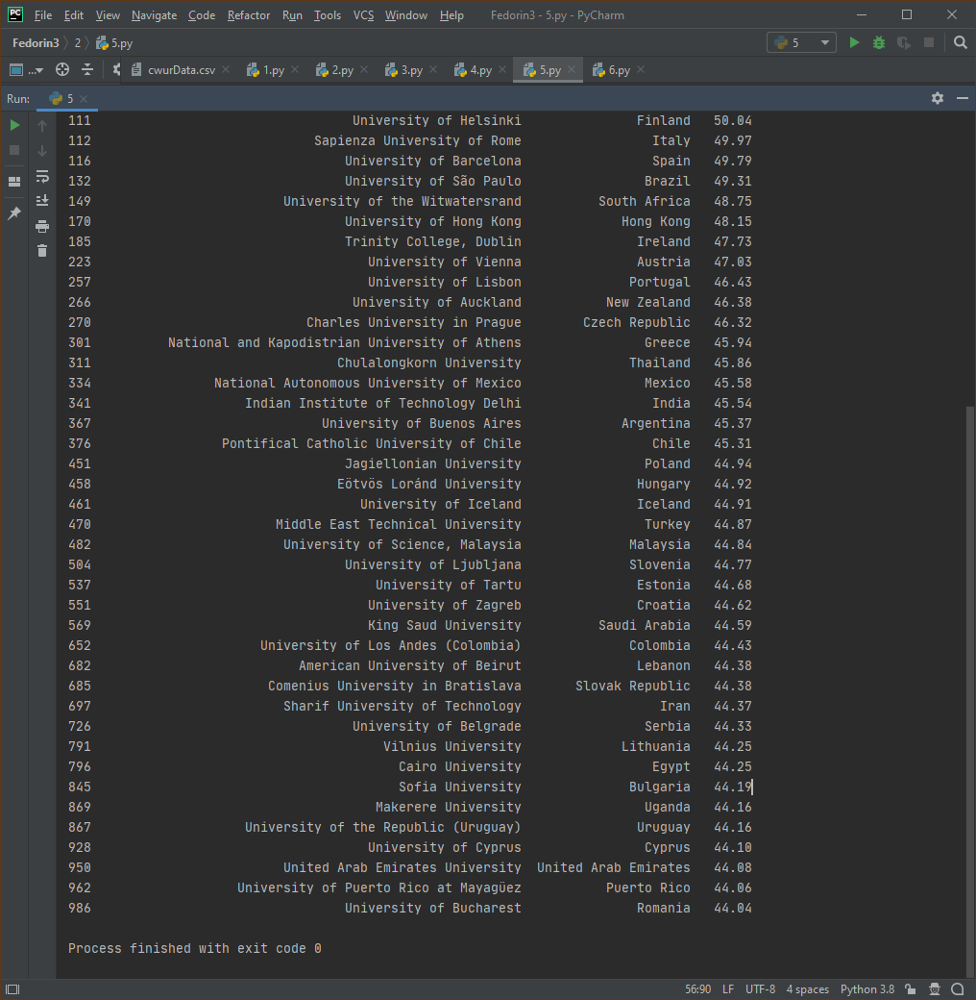 PC File Edit View Navigate Code Refactor Run Tools VCS Window Help Fedorin3 - 5.py - PyCharm
Fedorin3 2 5.py 5
... cwurData.csv 1.py 2.py 3.py 4.py 5.py 6.py
Run: 5
111 University of Helsinki Finland 50.04
112 Sapienza University of Rome Italy 49.97
116 University of Barcelona Spain 49.79
132 University of São Paulo Brazil 49.31
149 University of the Witwatersrand South Africa 48.75
170 University of Hong Kong Hong Kong 48.15
185 Trinity College, Dublin Ireland 47.73
223 University of Vienna Austria 47.03
257 University of Lisbon Portugal 46.43
266 University of Auckland New Zealand 46.38
270 Charles University in Prague Czech Republic 46.32
301 National and Kapodistrian University of Athens Greece 45.94
311 Chulalongkorn University Thailand 45.86
334 National Autonomous University of Mexico Mexico 45.58
341 Indian Institute of Technology Delhi India 45.54
367 University of Buenos Aires Argentina 45.37
376 Pontifical Catholic University of Chile Chile 45.31
451 Jagiellonian University Poland 44.94
458 Eötvös Loránd University Hungary 44.92
461 University of Iceland Iceland 44.91
470 Middle East Technical University Turkey 44.87
482 University of Science, Malaysia Malaysia 44.84
504 University of Ljubljana Slovenia 44.77
537 University of Tartu Estonia 44.68
551 University of Zagreb Croatia 44.62
569 King Saud University Saudi Arabia 44.59
652 University of Los Andes (Colombia) Colombia 44.43
682 American University of Beirut Lebanon 44.38
685 Comenius University in Bratislava Slovak Republic 44.38
697 Sharif University of Technology Iran 44.37
726 University of Belgrade Serbia 44.33
791 Vilnius University Lithuania 44.25
796 Cairo University Egypt 44.25
845 Sofia University Bulgaria 44.19
869 Makerere University Uganda 44.16
867 University of the Republic (Uruguay) Uruguay 44.16
928 University of Cyprus Cyprus 44.10
950 United Arab Emirates University United Arab Emirates 44.08
962 University of Puerto Rico at Mayagüez Puerto Rico 44.06
986 University of Bucharest Romania 44.04
Process finished with exit code 0
56:90 LF UTF-8 4 spaces Python 3.8